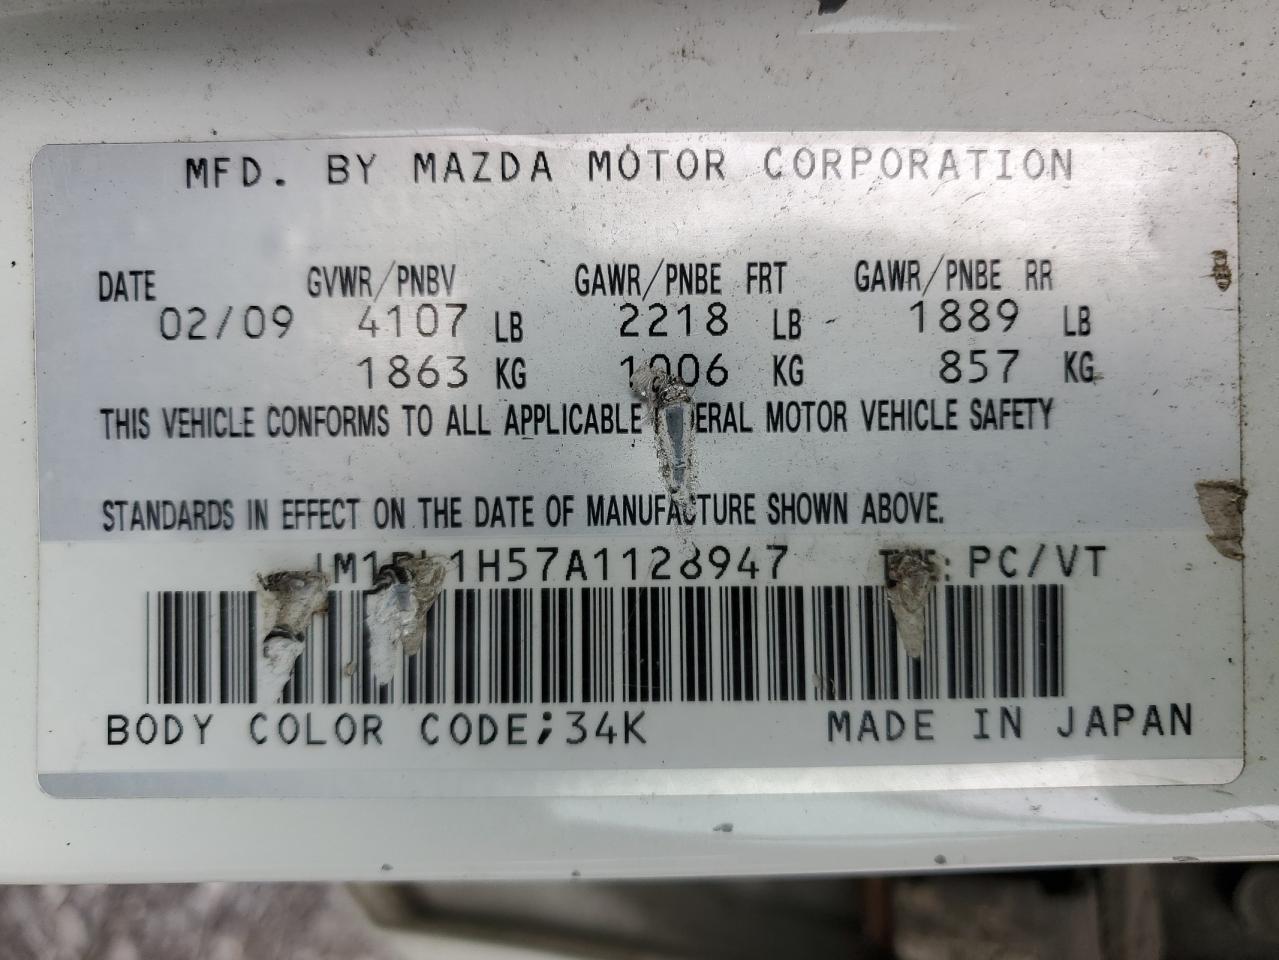 MFD. BY MAZDA MOTOR CORPORATION
DATE GVWR/PNBV GAWR/PNBE FRT GAWR/PNBE RR
02/09 4107 LB 2218 LB 1889 LB
1863 KG 1006 KG 857 KG
THIS VEHICLE CONFORMS TO ALL APPLICABLE MOTOR VEHICLE SAFETY
STANDARDS IN EFFECT ON THE DATE OF MANUFACTURE SHOWN ABOVE.
PC/VT
BODY COLOR CODE;34K MADE IN JAPAN